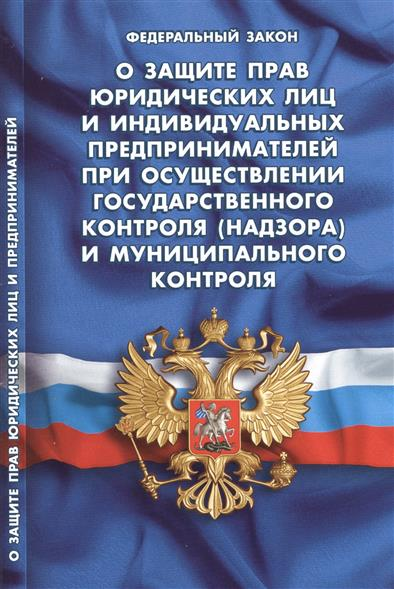 ФЕДЕРАЛЬНЫЙ ЗАКОН
О ЗАЩИТЕ ПРАВ
ЮРИДИЧЕСКИХ ЛИЦ
И ИНДИВИДУАЛЬНЫХ
ПРЕДПРИНИМАТЕЛЕЙ
ПРИ ОСУЩЕСТВЛЕНИИ
ГОСУДАРСТВЕННОГО
КОНТРОЛЯ (НАДЗОРА)
И МУНИЦИПАЛЬНОГО
КОНТРОЛЯ
О ЗАЩИТЕ ПРАВ ЮРИДИЧЕСКИХ ЛИЦ И ПРЕДПРИНИМАТЕЛЕЙ